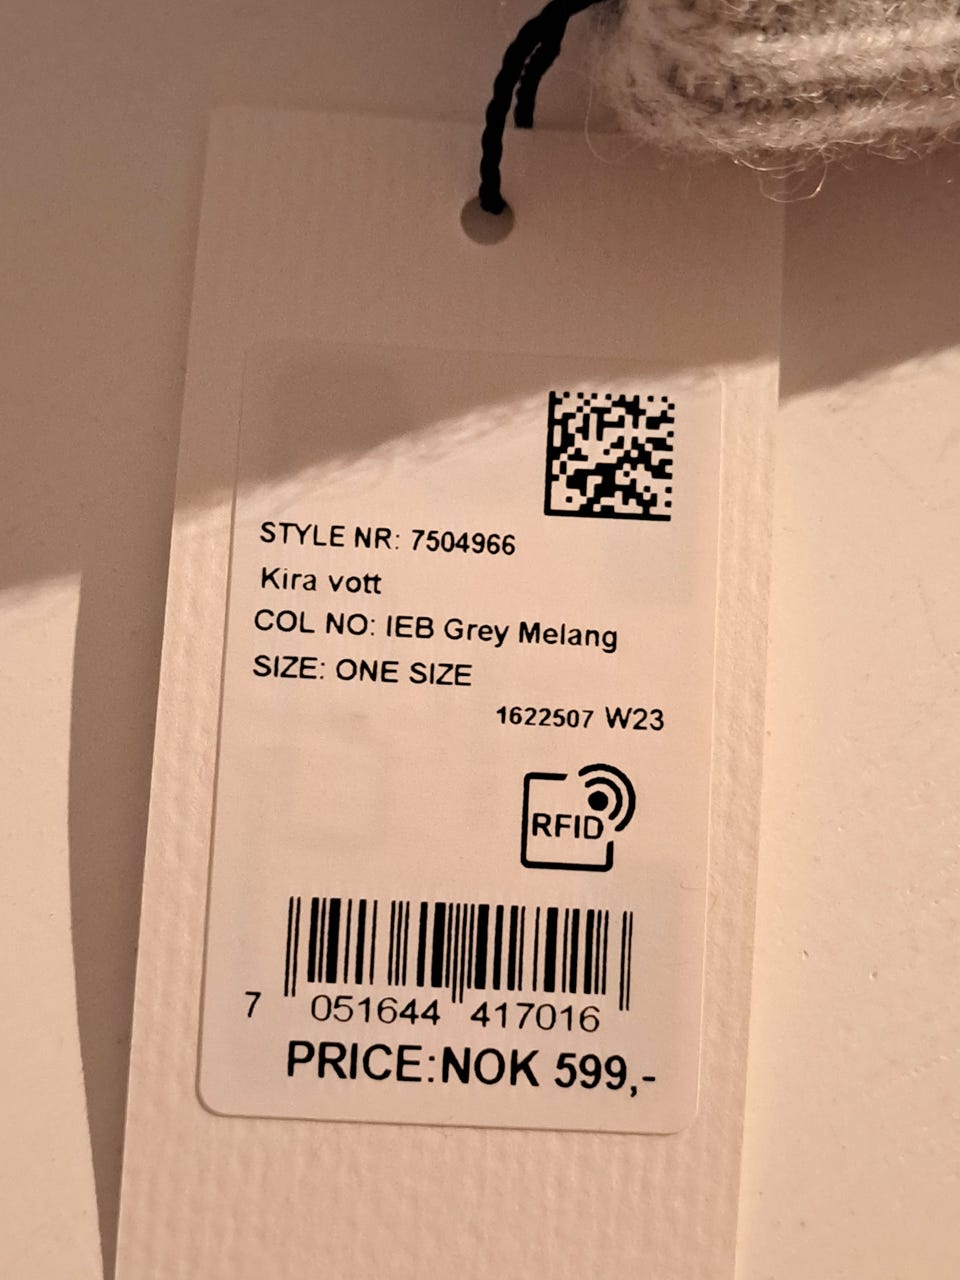 STYLE NR: 7504966
Kira vott
COL NO: IEB Grey Melang
SIZE: ONE SIZE
1622507 W23
RFID
7 051644 417016
PRICE:NOK 599,-